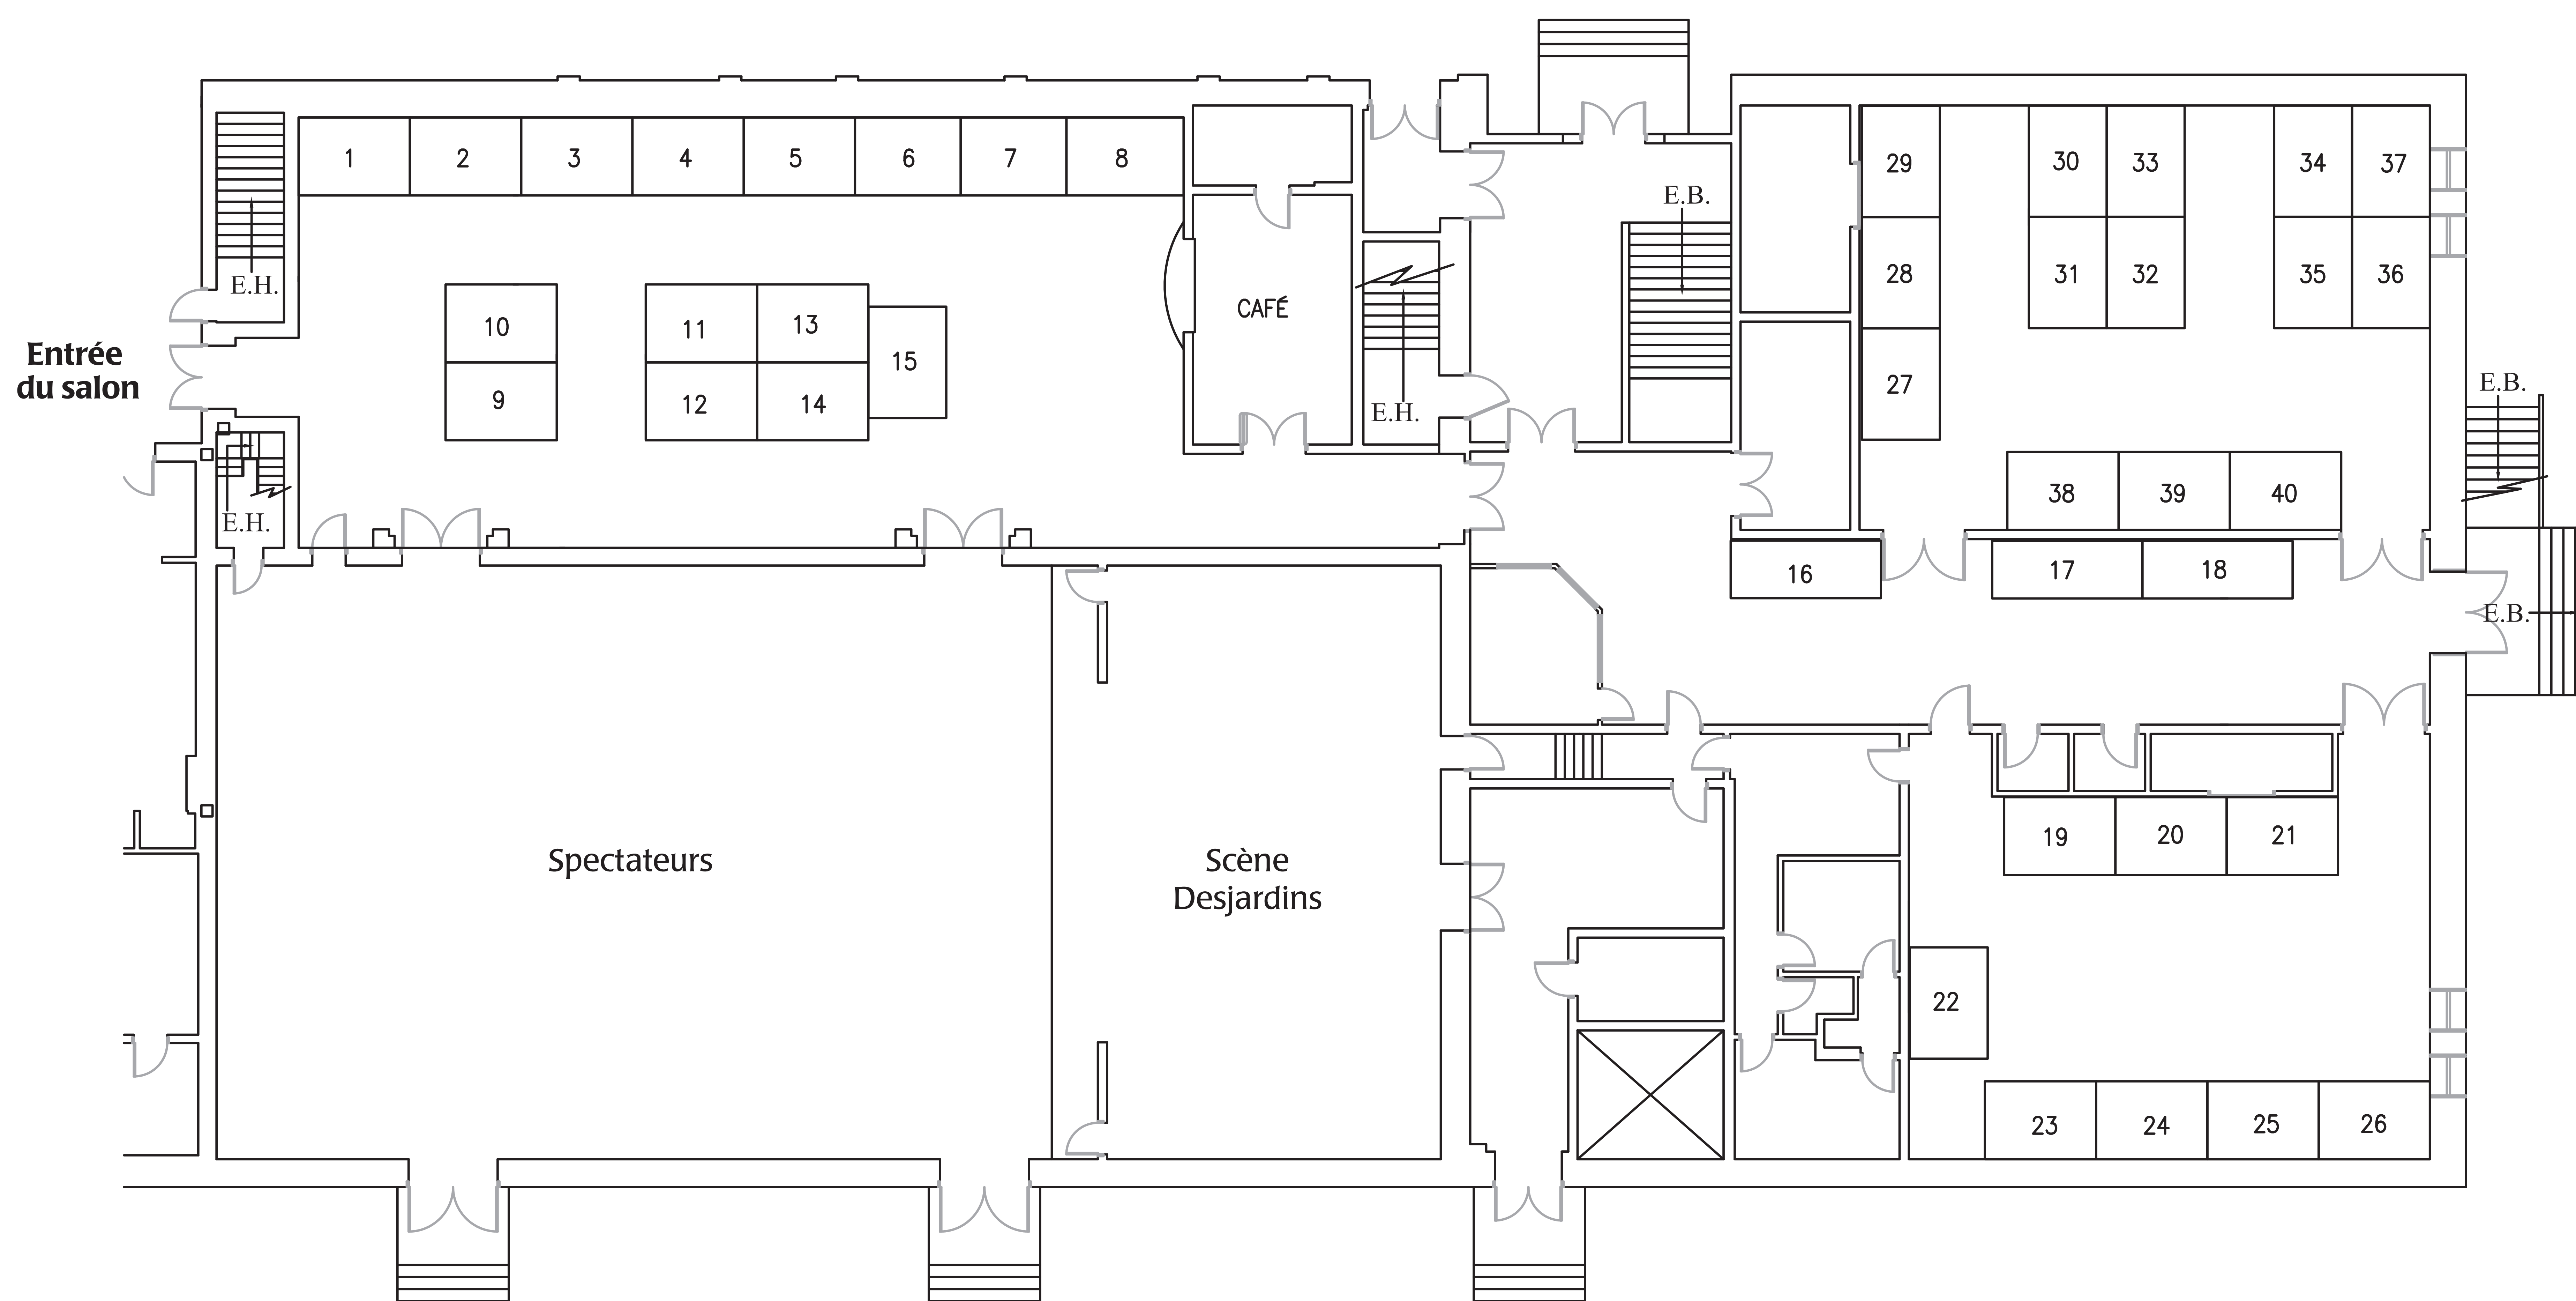 1 2 3 4 5 6 7 8
29 30 33 34 37
E.B.
28 31 32 35 36
E.H.
CAFÉ
10 11 13
15
Entrée
du salon
9 12 14
27
E.B.
E.H.
38 39 40
E.H.
16 17 18
E.B.
19 20 21
Spectateurs
Scène
Desjardins
22
23 24 25 26